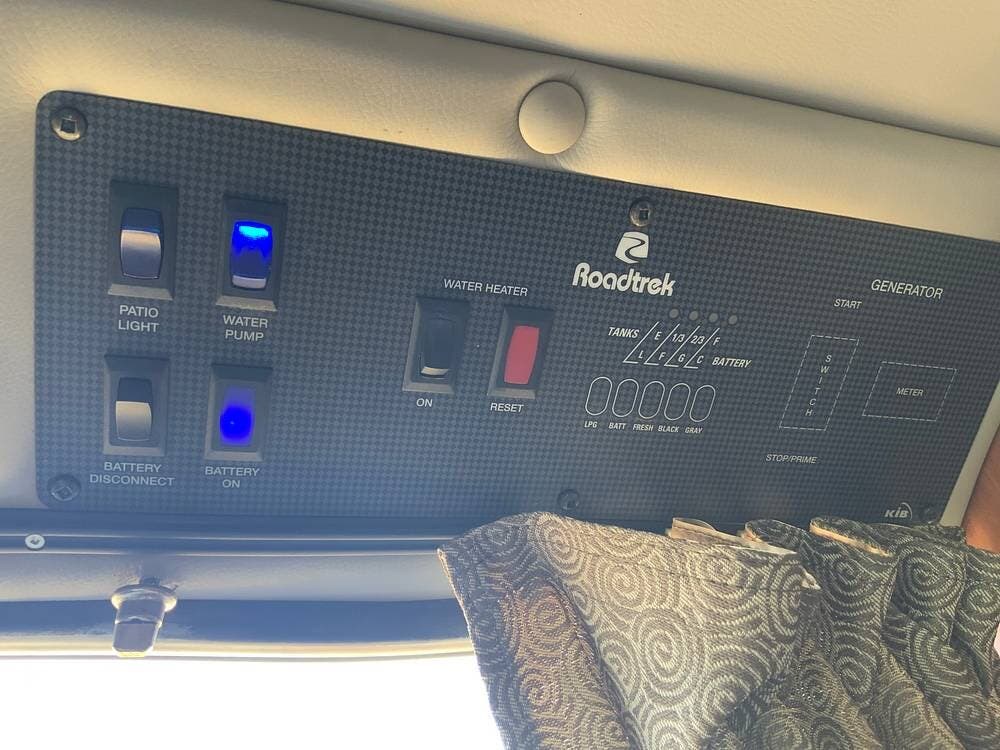 PATIO
LIGHT
WATER
PUMP
BATTERY
DISCONNECT
BATTERY
ON
WATER HEATER
ON
RESET
Roadtrek
TANKS E 1/3 2/3 F
L F G C BATTERY
LPG BATT FRESH BLACK GRAY
GENERATOR
START
SWITCH
METER
STOP/PRIME
KIB